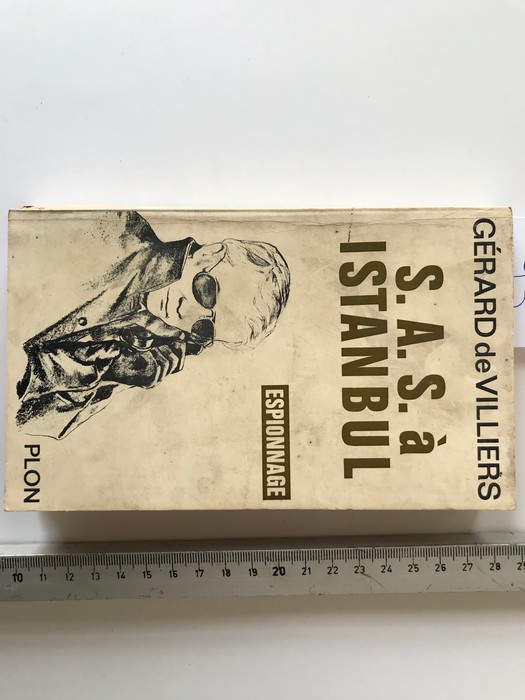 GÉRARD de VILLIERS
S. A. S. à
ISTANBUL
ESPIONNAGE
PLON
10 11 12 13 14 15 16 17 18 19 20 21 22 23 24 25 26 27 28 29